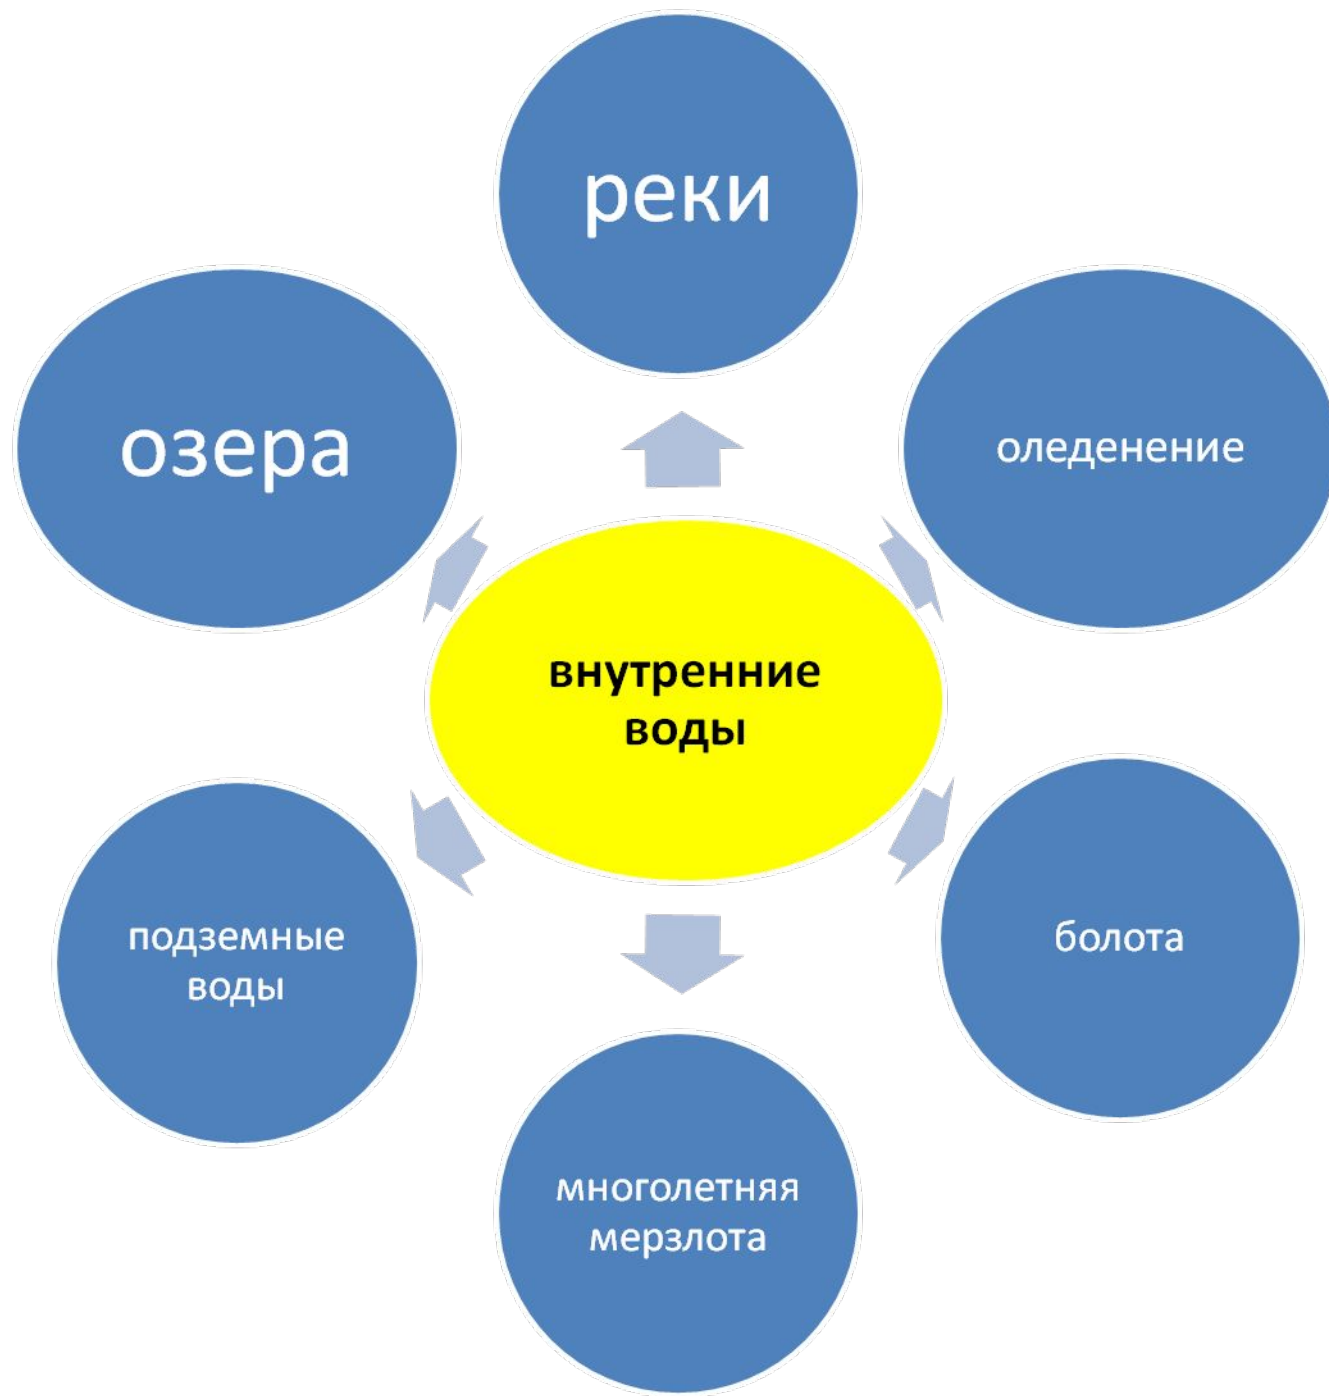 реки
озера
оледенение
внутренние
воды
подземные
воды
болота
многолетняя
мерзлота